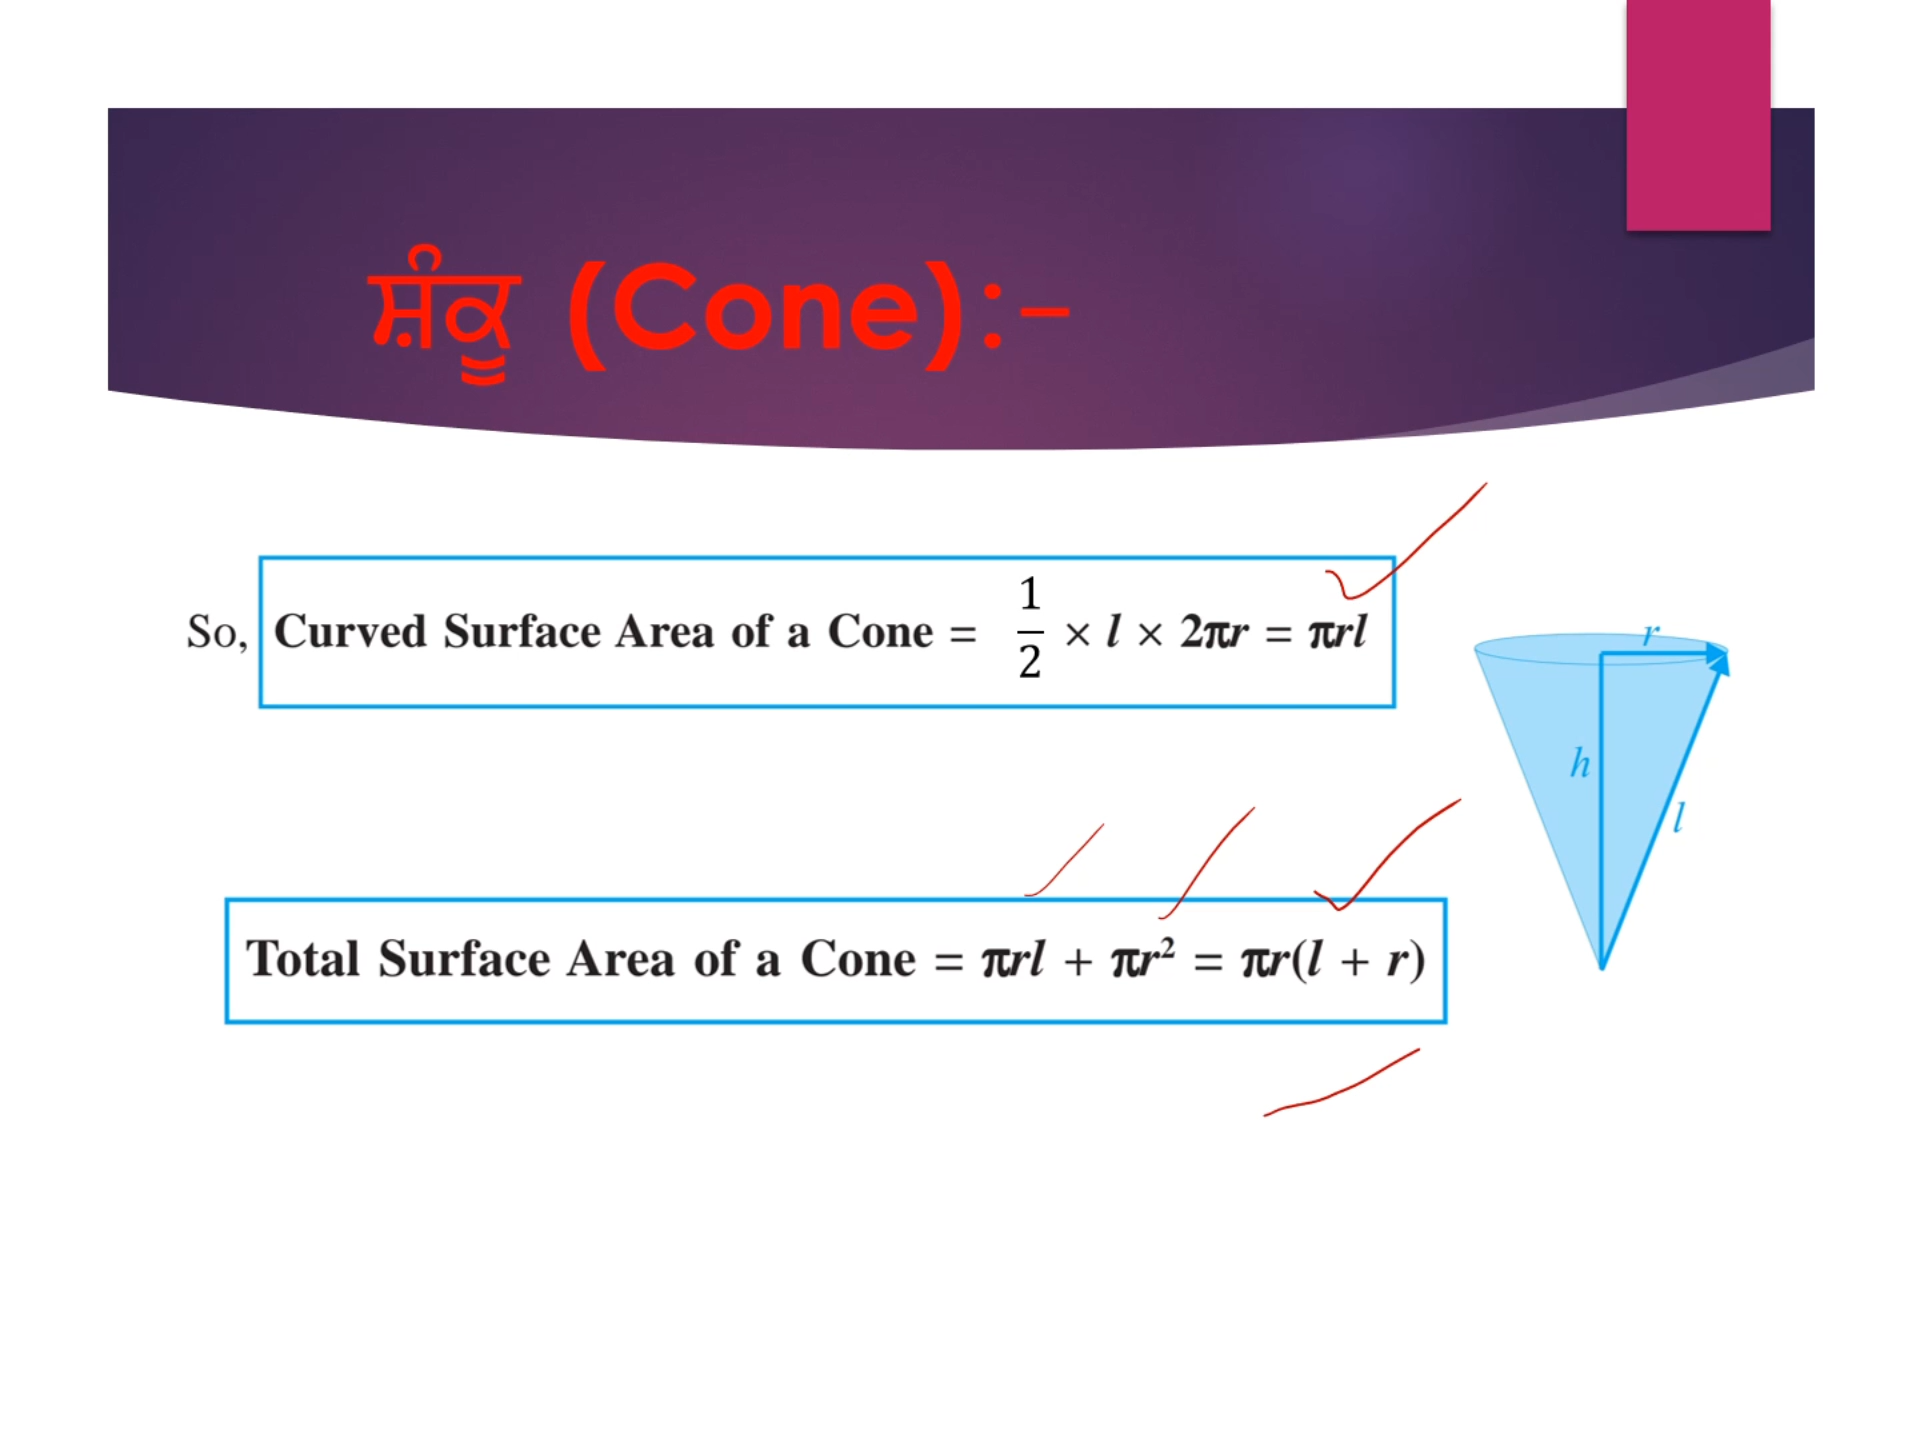 ਸ਼ੰਕੂ (Cone):-
So, Curved Surface Area of a Cone = 1/2 × l × 2πr = πrl
r
h
l
Total Surface Area of a Cone = πrl + πr² = πr(l + r)